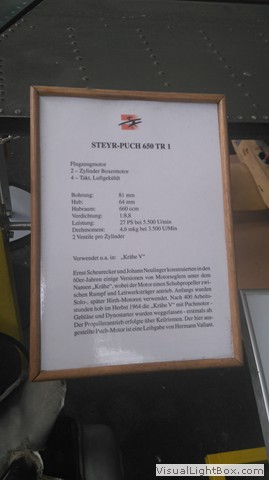 STEYR-PUCH 650 TR 1
Flugzeugmotor
2 – Zylinder Boxermotor
4 – Takt, Luftgekühlt
Bohrung: 81 mm
Hub: 64 mm
Hubraum: 660 ccm
Verdichtung: 1:8,8
Leistung: 27 PS bei 5.500 U/min
Drehmoment: 4,6 mkg bei 3.500 U/Min
2 Ventile pro Zylinder
Verwendet u.a. in: „Krähe V"
Ernst Scheurecker und Johann Neulinger konstruierten in den
60er-Jahren einige Versionen von Motorseglern unter dem
Namen „Krähe", wobei der Motor einen Schubpropeller zwi-
schen Rumpf und Leitwerksträger antrieb. Anfangs wurden
Solo-, später Hirth-Motoren verwendet. Nach 400 Arbeits-
stunden hob im Herbst 1964 die „Krähe V" mit Puchmotor -
Gebläse und Dynastarter wurden weggelassen - erstmals ab.
Der Propellerantrieb erfolgte über Keilriemen. Der hier aus-
gestellte Puch-Motor ist eine Leihgabe von Hermann Vallant.
VisualLightBox.com